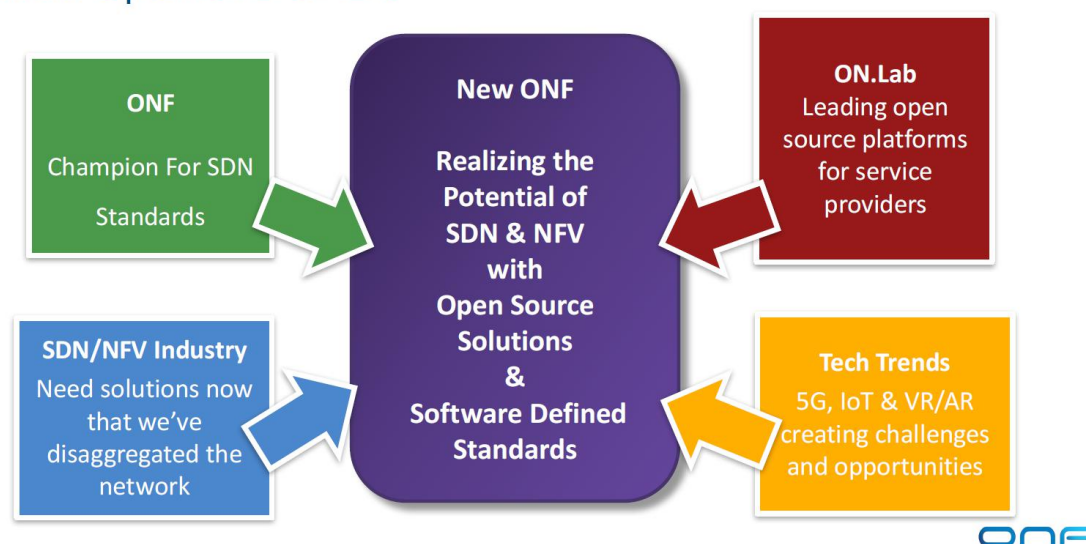 ONF
Champion For SDN
Standards
New ONF
Realizing the
Potential of
SDN & NFV
with
Open Source
Solutions
&
Software Defined
Standards
ON.Lab
Leading open
source platforms
for service
providers
SDN/NFV Industry
Need solutions now
that we've
disaggregated the
network
Tech Trends
5G, IoT & VR/AR
creating challenges
and opportunities